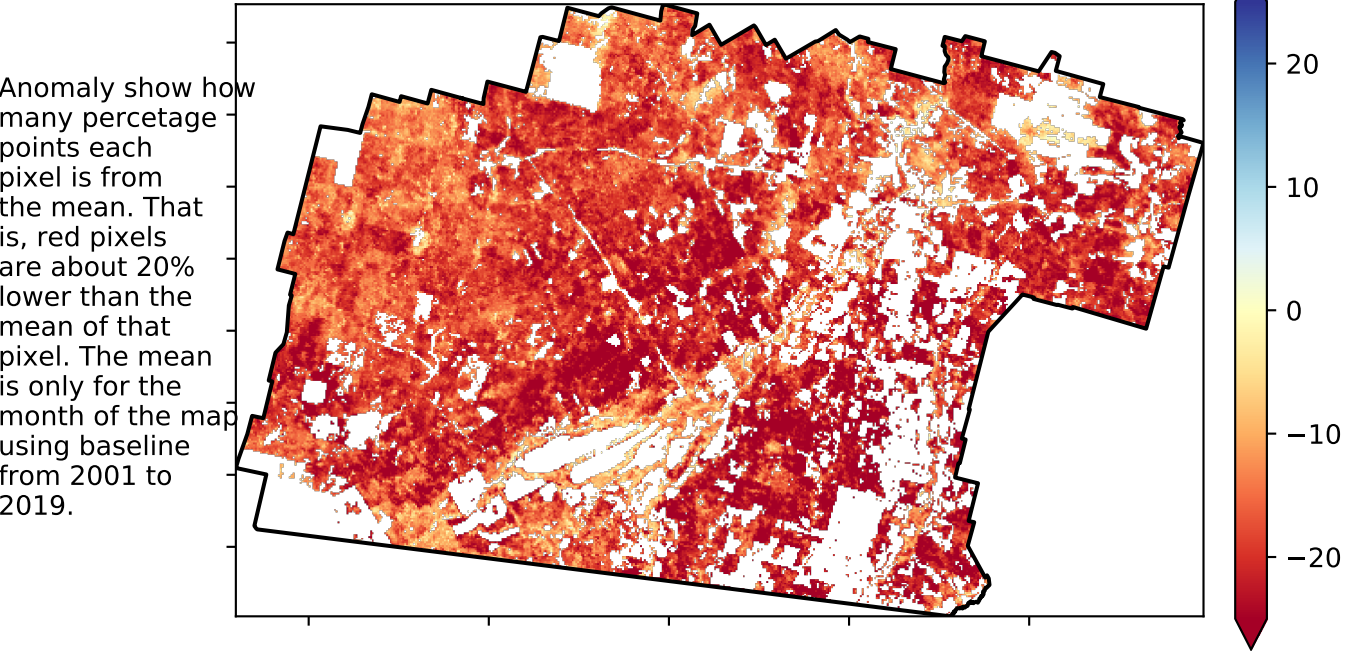 Anomaly show how
many percetage
points each
pixel is from
the mean. That
is, red pixels
are about 20%
lower than the
mean of that
pixel. The mean
is only for the
month of the map
using baseline
from 2001 to
2019.
20
10
0
−10
−20